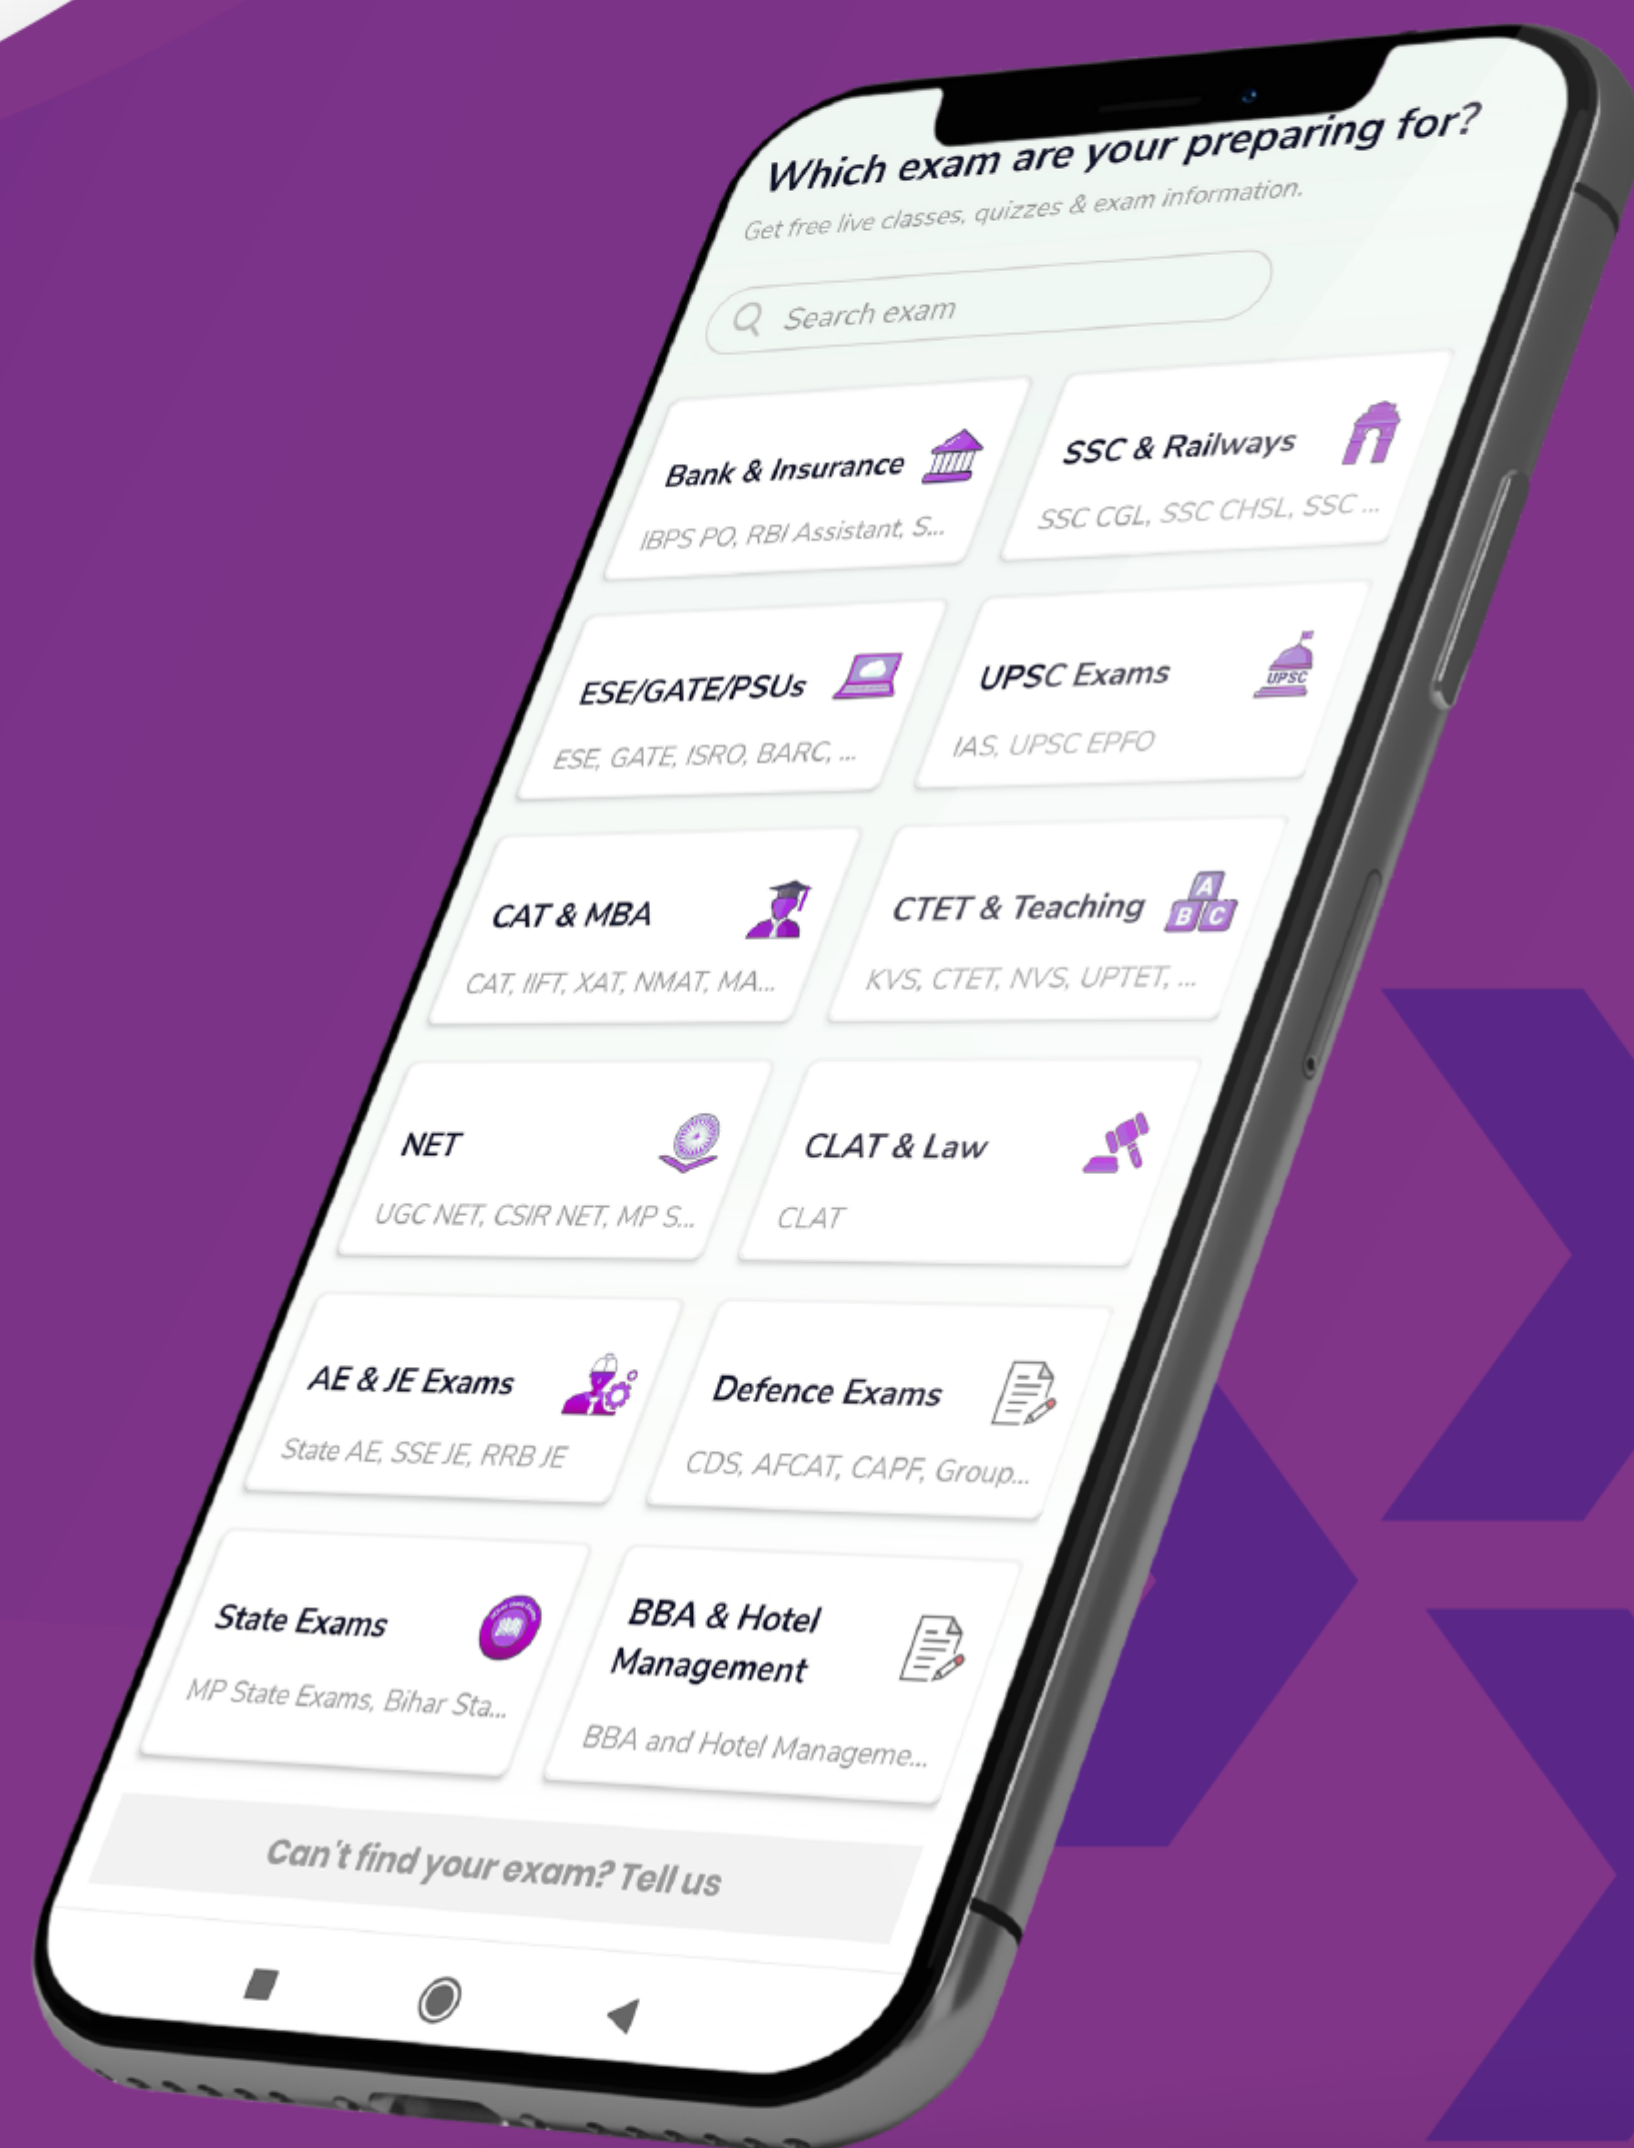 Which exam are your preparing for?
Get free live classes, quizzes & exam information.
Search exam
Bank & Insurance
IBPS PO, RBI Assistant, S...
SSC & Railways
SSC CGL, SSC CHSL, SSC ...
ESE/GATE/PSUs
ESE, GATE, ISRO, BARC, ...
UPSC Exams
UPSC
IAS, UPSC EPFO
CAT & MBA
CAT, IIFT, XAT, NMAT, MA...
CTET & Teaching
A
B C
KVS, CTET, NVS, UPTET, ...
NET
UGC NET, CSIR NET, MP S...
CLAT & Law
CLAT
AE & JE Exams
State AE, SSE JE, RRB JE
Defence Exams
CDS, AFCAT, CAPF, Group...
State Exams
MP State Exams, Bihar Sta...
BBA & Hotel
Management
BBA and Hotel Manageme...
Can't find your exam? Tell us